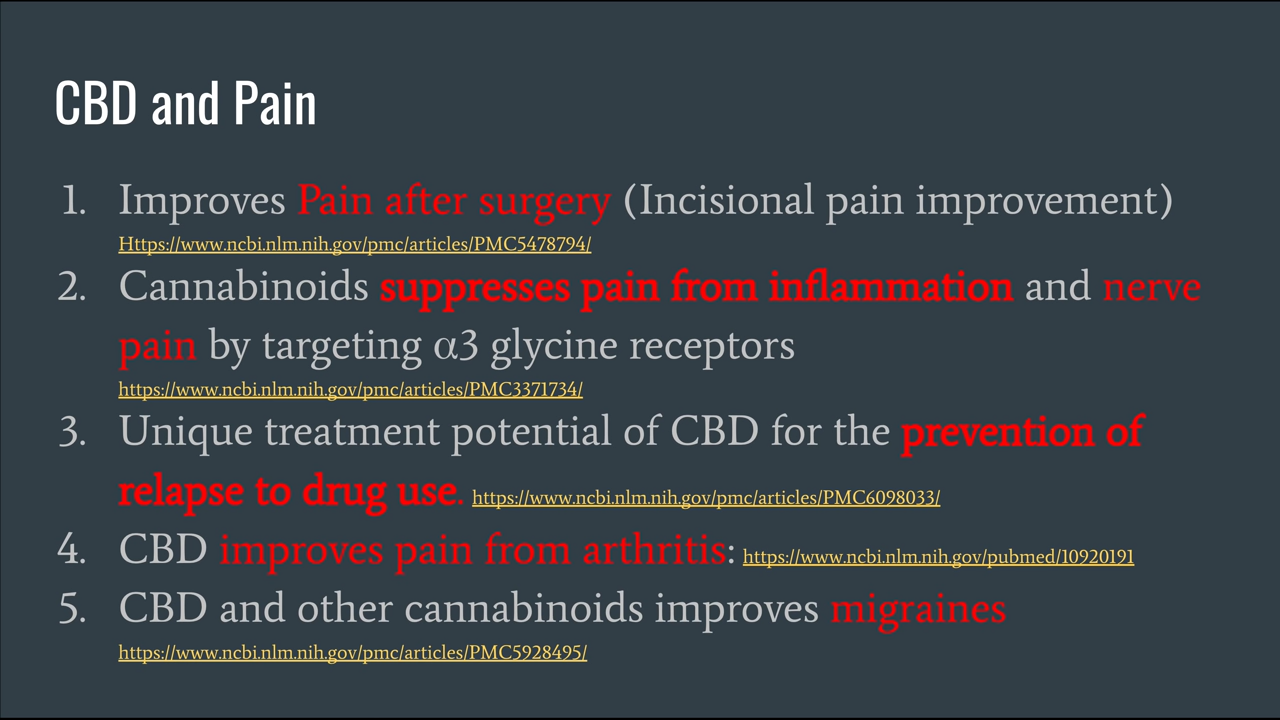 CBD and Pain
1. Improves Pain after surgery (Incisional pain improvement)
Https://www.ncbi.nlm.nih.gov/pmc/articles/PMC5478794/
2. Cannabinoids suppresses pain from inflammation and nerve
pain by targeting α3 glycine receptors
https://www.ncbi.nlm.nih.gov/pmc/articles/PMC3371734/
3. Unique treatment potential of CBD for the prevention of
relapse to drug use. https://www.ncbi.nlm.nih.gov/pmc/articles/PMC6098033/
4. CBD improves pain from arthritis: https://www.ncbi.nlm.nih.gov/pubmed/10920191
5. CBD and other cannabinoids improves migraines
https://www.ncbi.nlm.nih.gov/pmc/articles/PMC5928495/